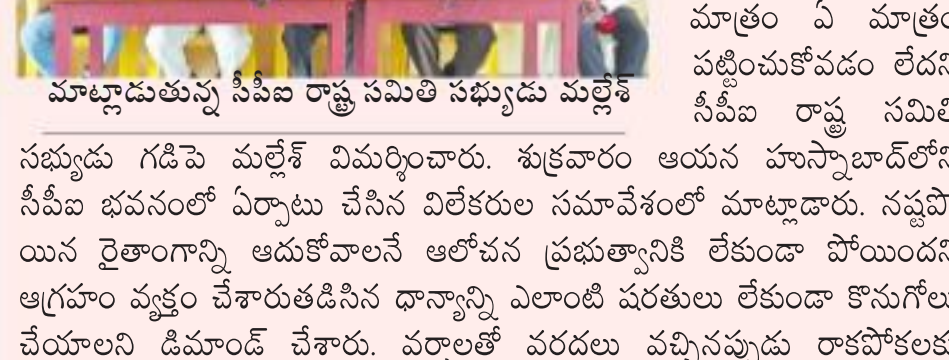 మాత్రం ఏ మాత్రం
పట్టించుకోవడం లేదని
మాట్లాడుతున్న సీపీఐ రాష్ట్ర సమితి సభ్యుడు మల్లేశ్
సీపీఐ రాష్ట్ర సమితి
సభ్యుడు గడిపె మల్లేశ్ విమర్శించారు. శుక్రవారం ఆయన హుస్నాబాద్‌లోని
సీపీఐ భవనంలో ఏర్పాటు చేసిన విలేకరుల సమావేశంలో మాట్లాడారు. నష్టపో
యిన రైతాంగాన్ని ఆదుకోవాలనే ఆలోచన ప్రభుత్వానికి లేకుండా పోయిందని
ఆగ్రహం వ్యక్తం చేశారుతడిసిన ధాన్యాన్ని ఎలాంటి షరతులు లేకుండా కొనుగోలు
చేయాలని డిమాండ్ చేశారు. వర్షాలతో వరదలు వచ్చినప్పుడు రాకపోకలకు